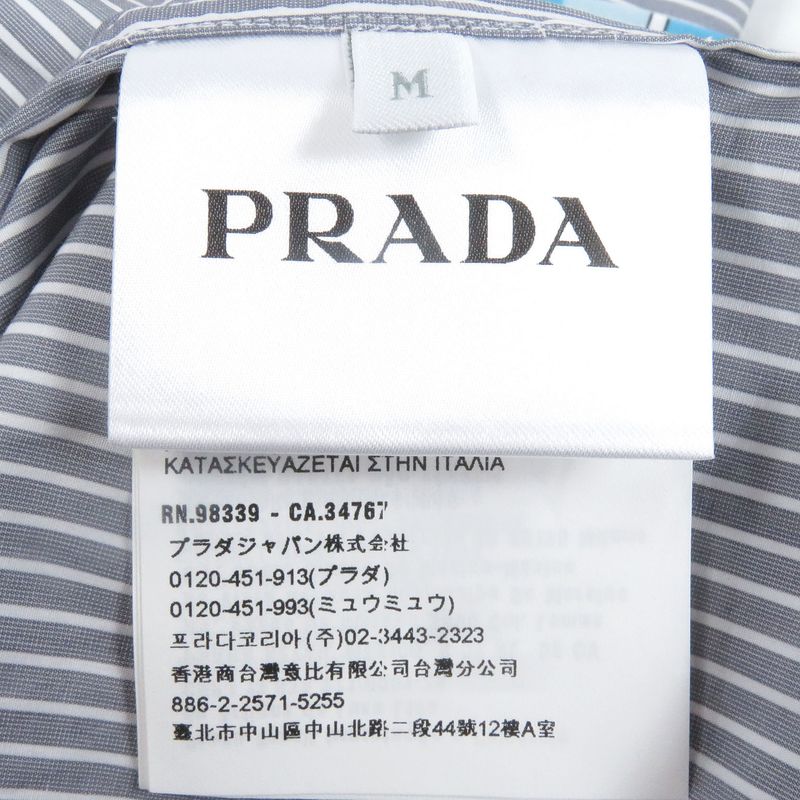 M
PRADA
ΚΑΤΑΣΚΕΥΑΖΕΤΑΙ ΣΤΗΝ ΙΤΑΛΙΑ
RN.98339 - CA.34767
プラダジャパン株式会社
0120-451-913(プラダ)
0120-451-993(ミュウミュウ)
프라다코리아(주)02-3443-2323
香港商台灣意比有限公司台灣分公司
886-2-2571-5255
臺北市中山區中山北路二段44號12樓A室